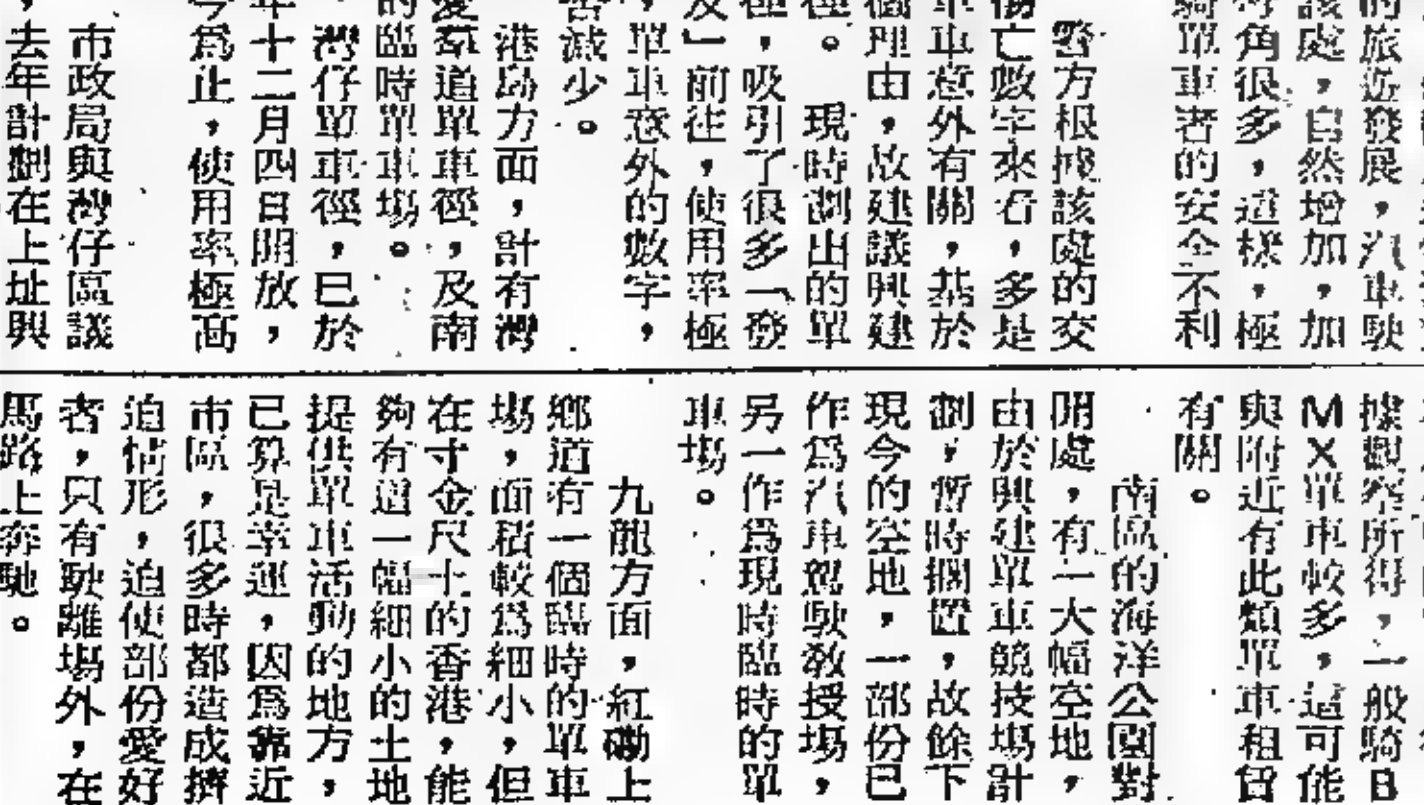 的旅遊發展，汽車駛
該處，自然增加，加
彎角很多，這樣，極
騎單車者的安全不利
警方根據該處的交
傷亡數字來看，多是
單車意外有關，基於
個理由，故建議興建
徑。現時劃出的單
徑，吸引了很多「發
及」前往，使用率極
，單車意外的數字，
減少。
港島方面，計有灣
愛羣道單車徑，及南
的臨時單車場。
灣仔單車徑，已於
年十二月四日開放，
今爲止，使用率極高
市政局與灣仔區議
，去年計劃在上址興
據觀察所得，一般騎B
MX單車較多，這可能
與附近有此類單車租賃
有關。
南區的海洋公園對
開處，有一大幅空地，
由於興建單車競技場計
劃，暫時擱置，故餘下
現今的空地，一部份已
作爲汽車駕駛教授場，
另一作爲現時臨時的單
車場。
九龍方面，紅磡上
鄉道有一個臨時的單車
場，面積較爲細小，但
在寸金尺土的香港，能
夠有這一幅細小的土地
提供單車活動的地方，
已算是幸運，因爲靠近
市區，很多時都造成擠
迫情形，迫使部份愛好
者，只有駛離場外，在
馬路上奔馳。